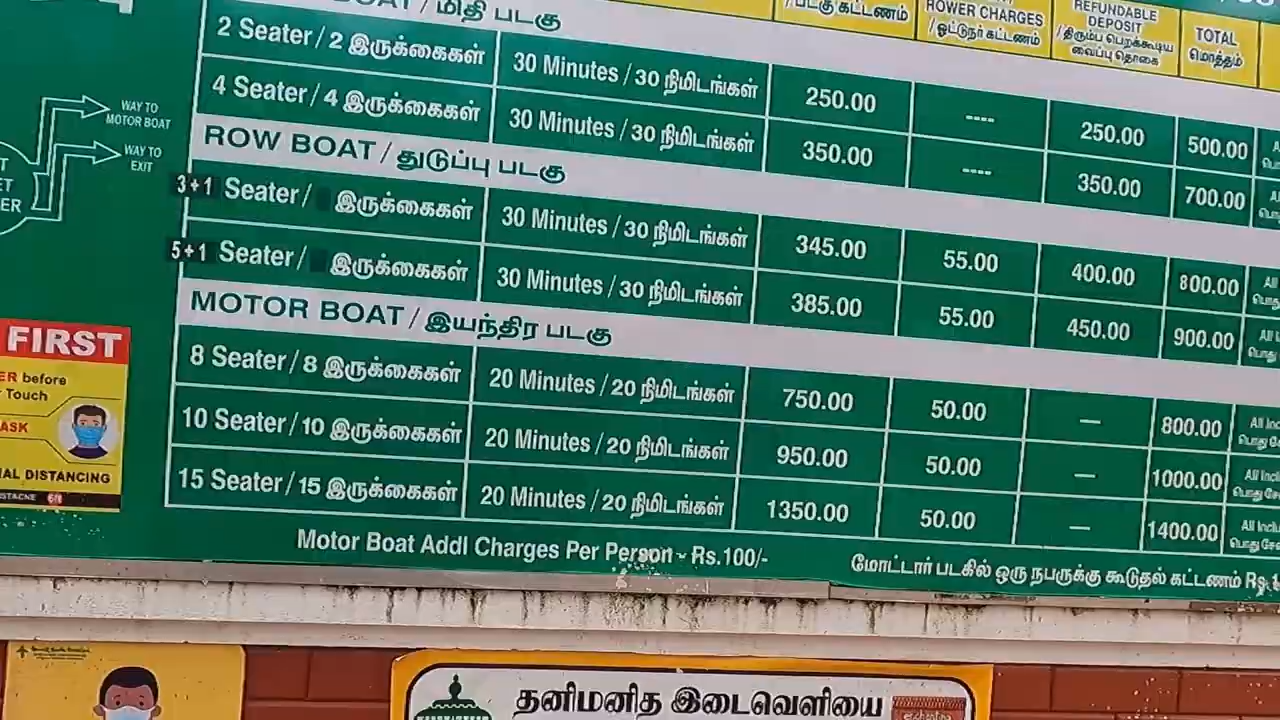 BOAT / மிதி படகு
/ படகு கட்டணம்
ROWER CHARGES
/ ஓட்டுநர் கட்டணம்
REFUNDABLE
DEPOSIT
/ திரும்ப பெறக்கூடிய
வைப்பு தொகை
TOTAL
மொத்தம்
2 Seater / 2 இருக்கைகள் 30 Minutes / 30 நிமிடங்கள் 250.00 ---- 250.00 500.00
4 Seater / 4 இருக்கைகள் 30 Minutes / 30 நிமிடங்கள் 350.00 ---- 350.00 700.00
ROW BOAT / துடுப்பு படகு
3+1 Seater / இருக்கைகள் 30 Minutes / 30 நிமிடங்கள் 345.00 55.00 400.00 800.00 All
5+1 Seater / இருக்கைகள் 30 Minutes / 30 நிமிடங்கள் 385.00 55.00 450.00 900.00 All
MOTOR BOAT / இயந்திர படகு
8 Seater / 8 இருக்கைகள் 20 Minutes / 20 நிமிடங்கள் 750.00 50.00 — 800.00 All
10 Seater / 10 இருக்கைகள் 20 Minutes / 20 நிமிடங்கள் 950.00 50.00 — 1000.00 All
15 Seater / 15 இருக்கைகள் 20 Minutes / 20 நிமிடங்கள் 1350.00 50.00 — 1400.00 All
Motor Boat Addl Charges Per Person - Rs.100/-
மோட்டார் படகில் ஒரு நபருக்கு கூடுதல் கட்டணம் Rs.
WAY TO
MOTOR BOAT
WAY TO
EXIT
FIRST
before
Touch
DISTANCING
தனிமனித இடைவெளியை